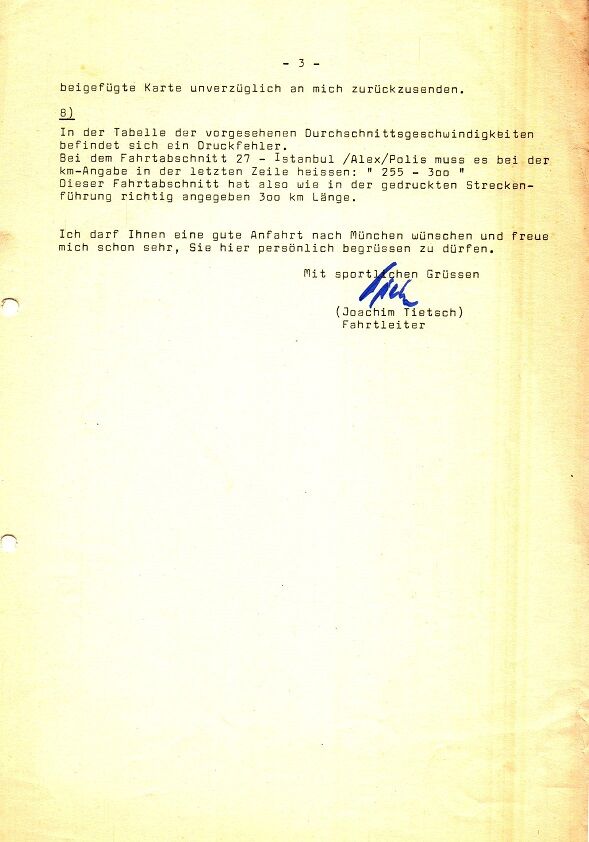 - 3 -
beigefügte Karte unverzüglich an mich zurückzusenden.
8)
In der Tabelle der vorgesehenen Durchschnittsgeschwindigkeiten
befindet sich ein Druckfehler.
Bei dem Fahrtabschnitt 27 - Istanbul /Alex/Polis muss es bei der
km-Angabe in der letzten Zeile heissen: " 255 - 3oo "
Dieser Fahrtabschnitt hat also wie in der gedruckten Strecken-
führung richtig angegeben 3oo km Länge.
Ich darf Ihnen eine gute Anfahrt nach München wünschen und freue
mich schon sehr, Sie hier persönlich begrüssen zu dürfen.
Mit sportlichen Grüssen
(Joachim Tietsch)
Fahrtleiter